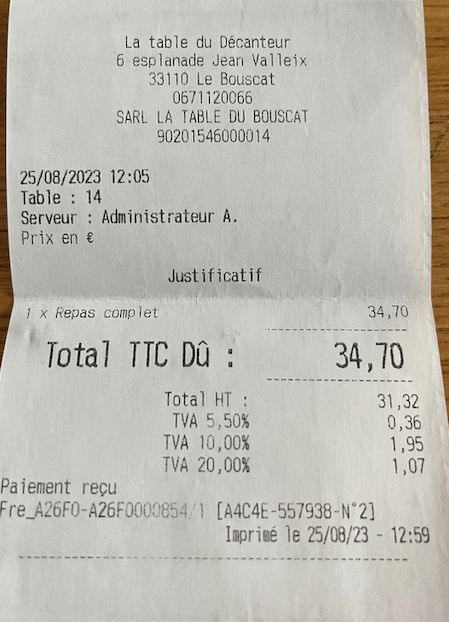 La table du Décanteur
6 esplanade Jean Valleix
33110 Le Bouscat
0671120066
SARL LA TABLE DU BOUSCAT
90201546000014
25/08/2023 12:05
Table : 14
Serveur : Administrateur A.
Prix en €
Justificatif
1 x Repas complet 34,70
Total TTC Dû : 34,70
Total HT : 31,32
TVA 5,50% 0,36
TVA 10,00% 1,95
TVA 20,00% 1,07
Paiement reçu
Fre_A26F0-A26F0000854/1 [A4C4E-557938-N°2]
Imprimé le 25/08/23 - 12:59